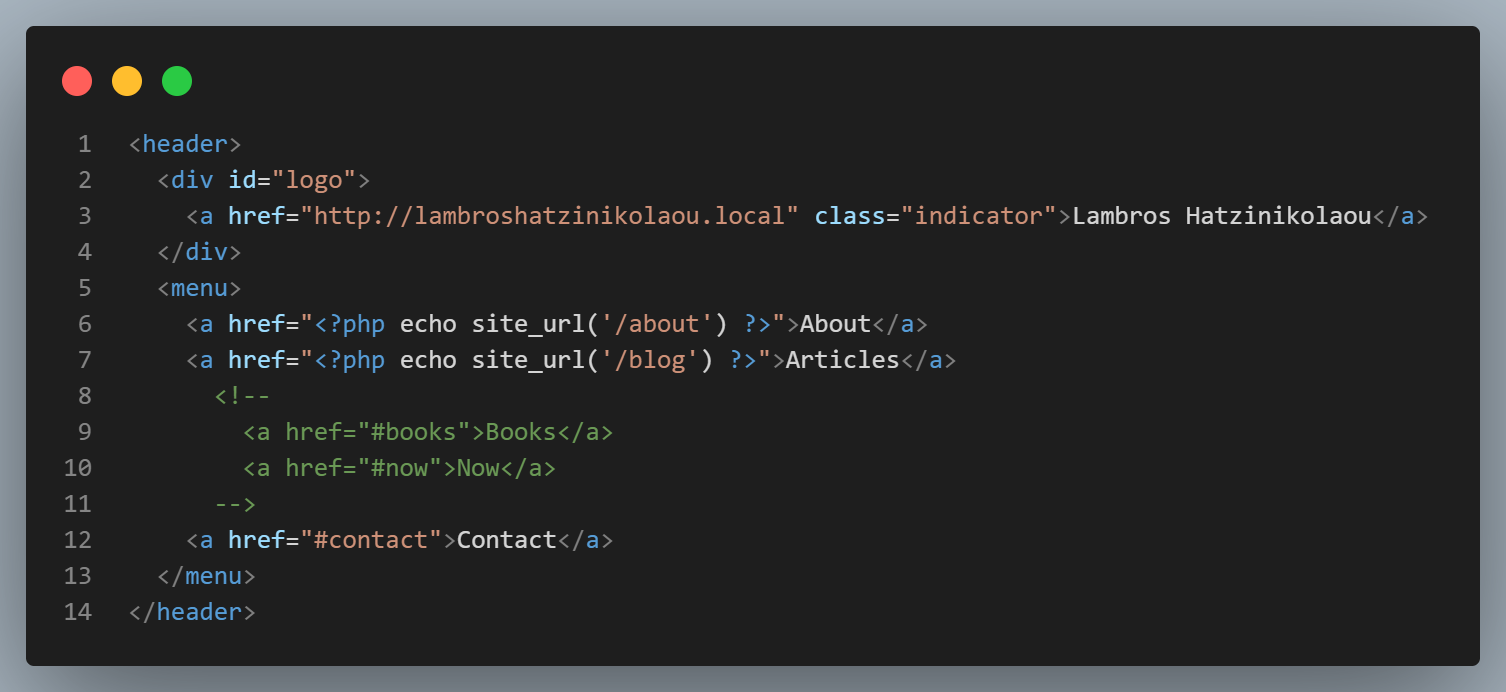 1 <header>
2   <div id="logo">
3     <a href="http://lambroshatzinikolaou.local" class="indicator">Lambros Hatzinikolaou</a>
4   </div>
5   <menu>
6     <a href="<?php echo site_url('/about') ?>">About</a>
7     <a href="<?php echo site_url('/blog') ?>">Articles</a>
8       <!--
9         <a href="#books">Books</a>
10         <a href="#now">Now</a>
11       -->
12     <a href="#contact">Contact</a>
13   </menu>
14 </header>